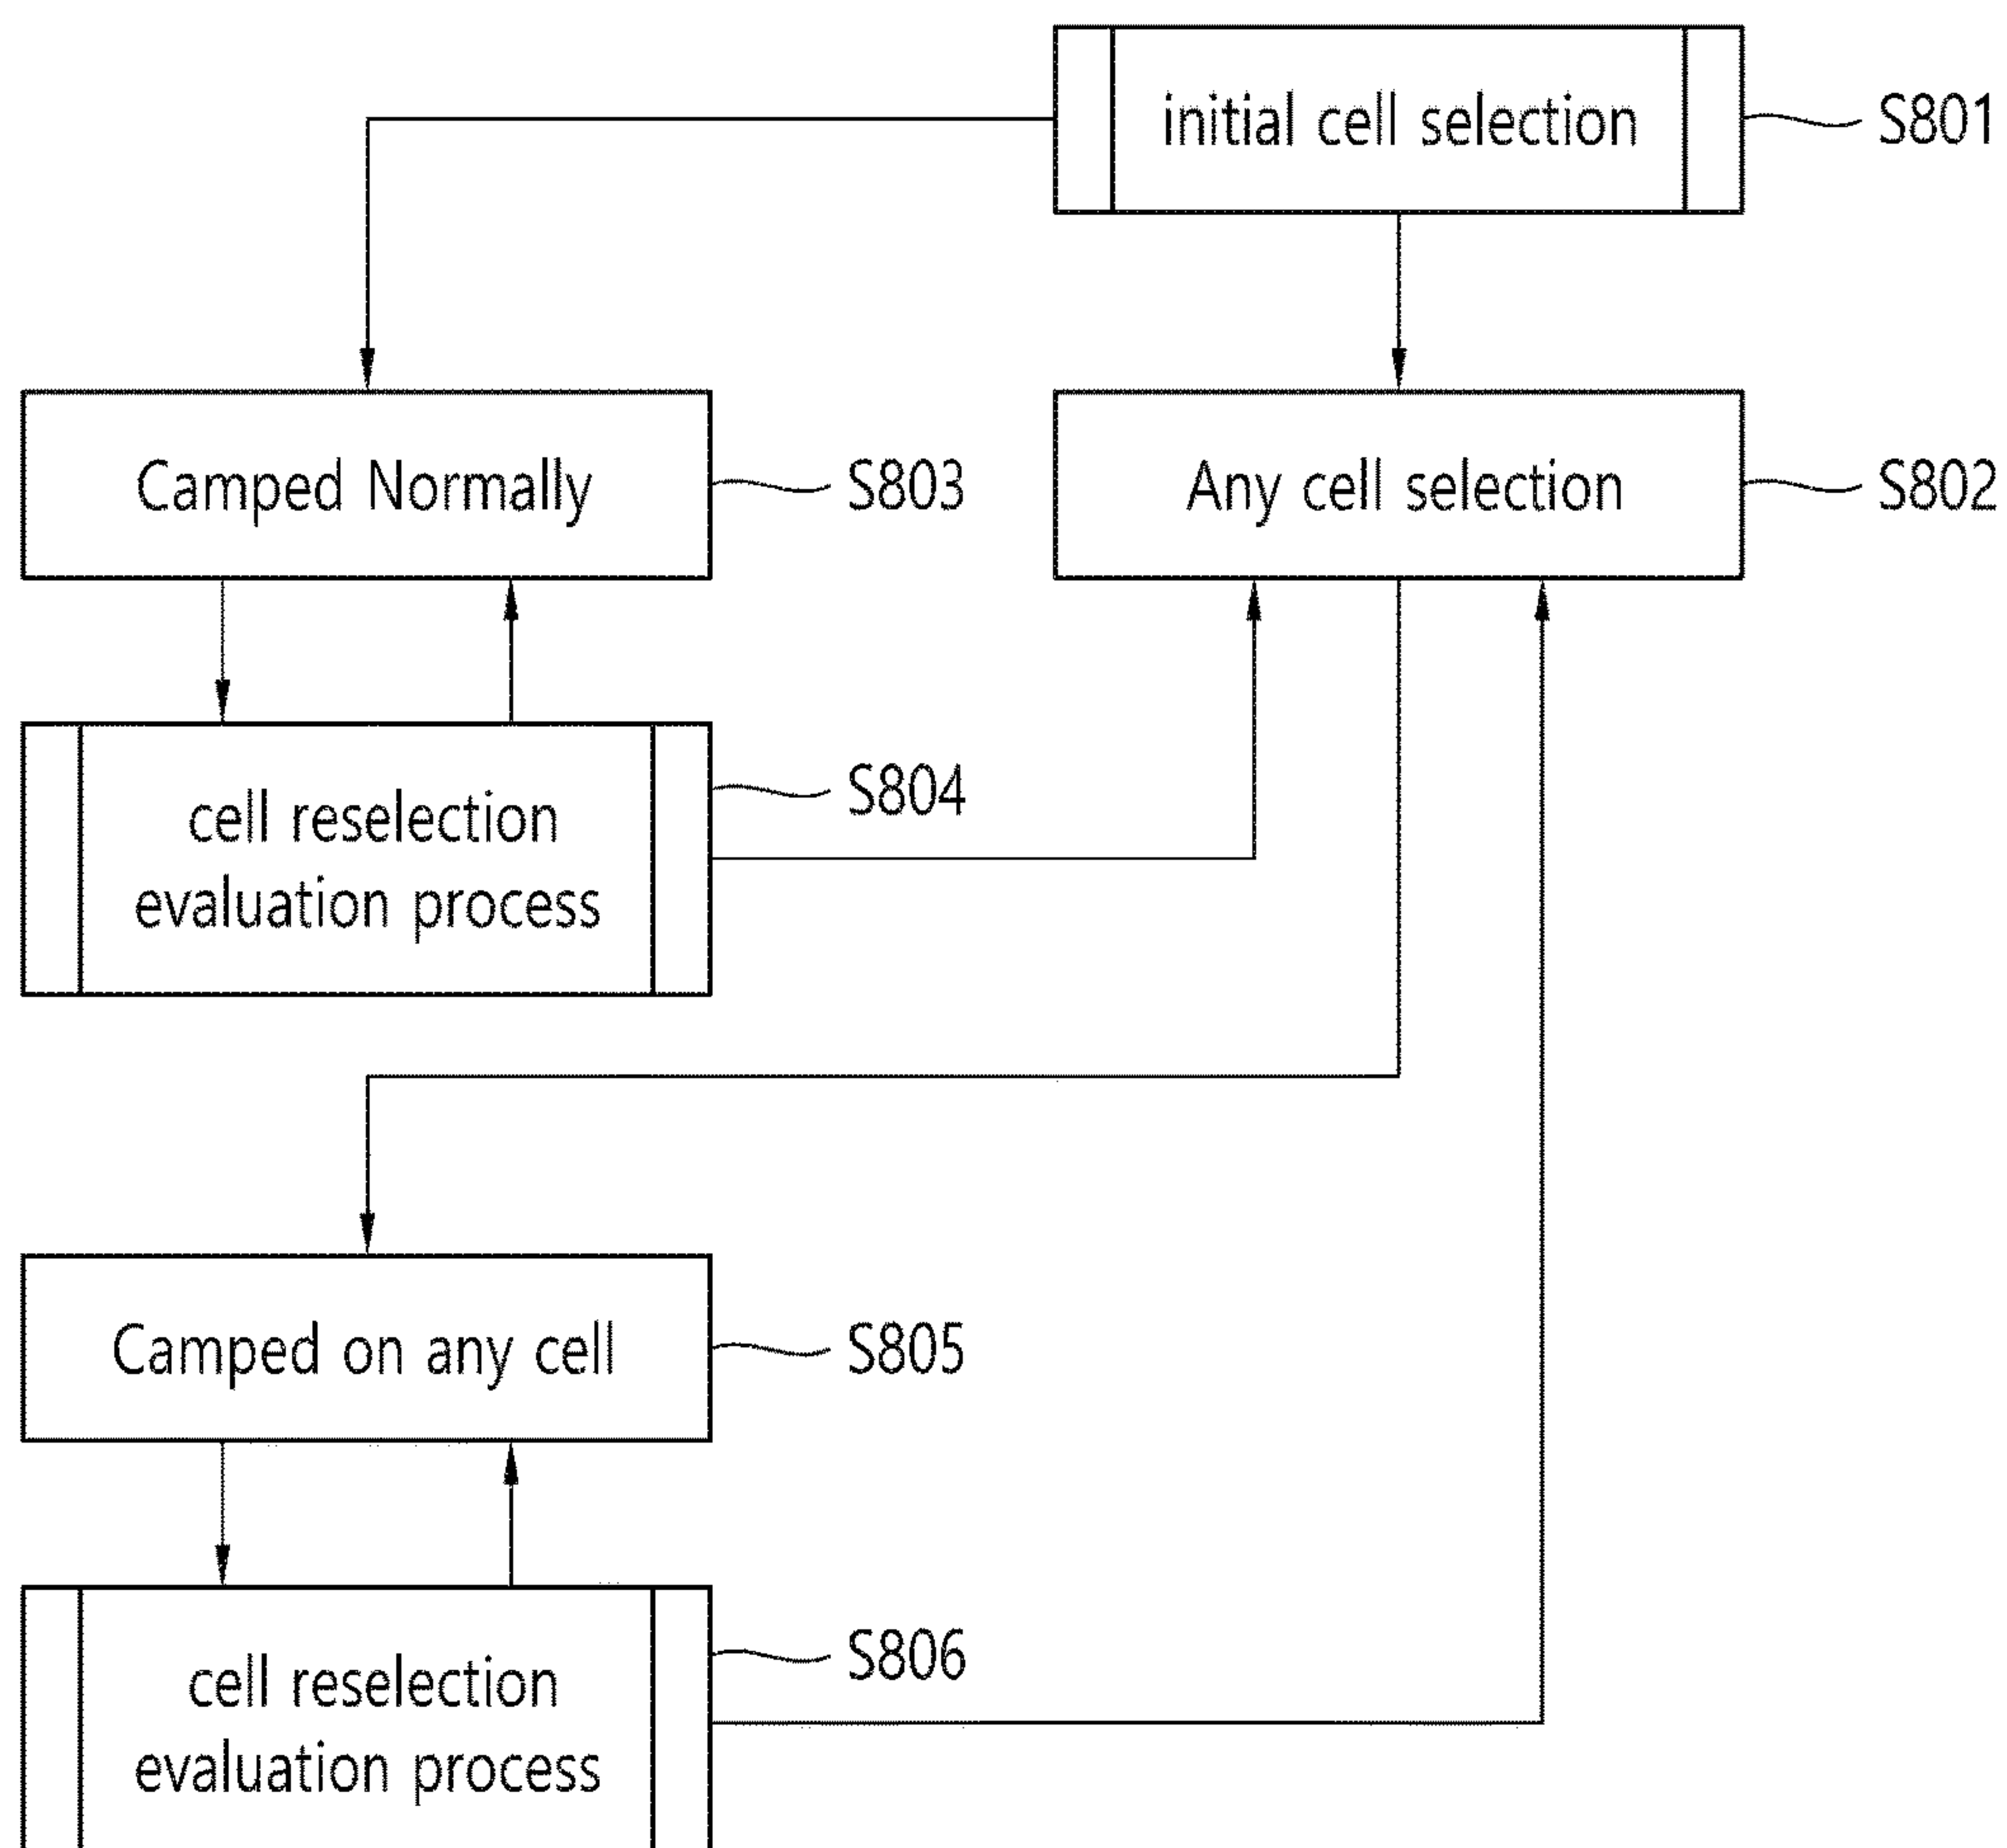 initial cell selection
S801
Camped Normally
S803
Any cell selection
S802
cell reselection
evaluation process
S804
Camped on any cell
S805
cell reselection
evaluation process
S806